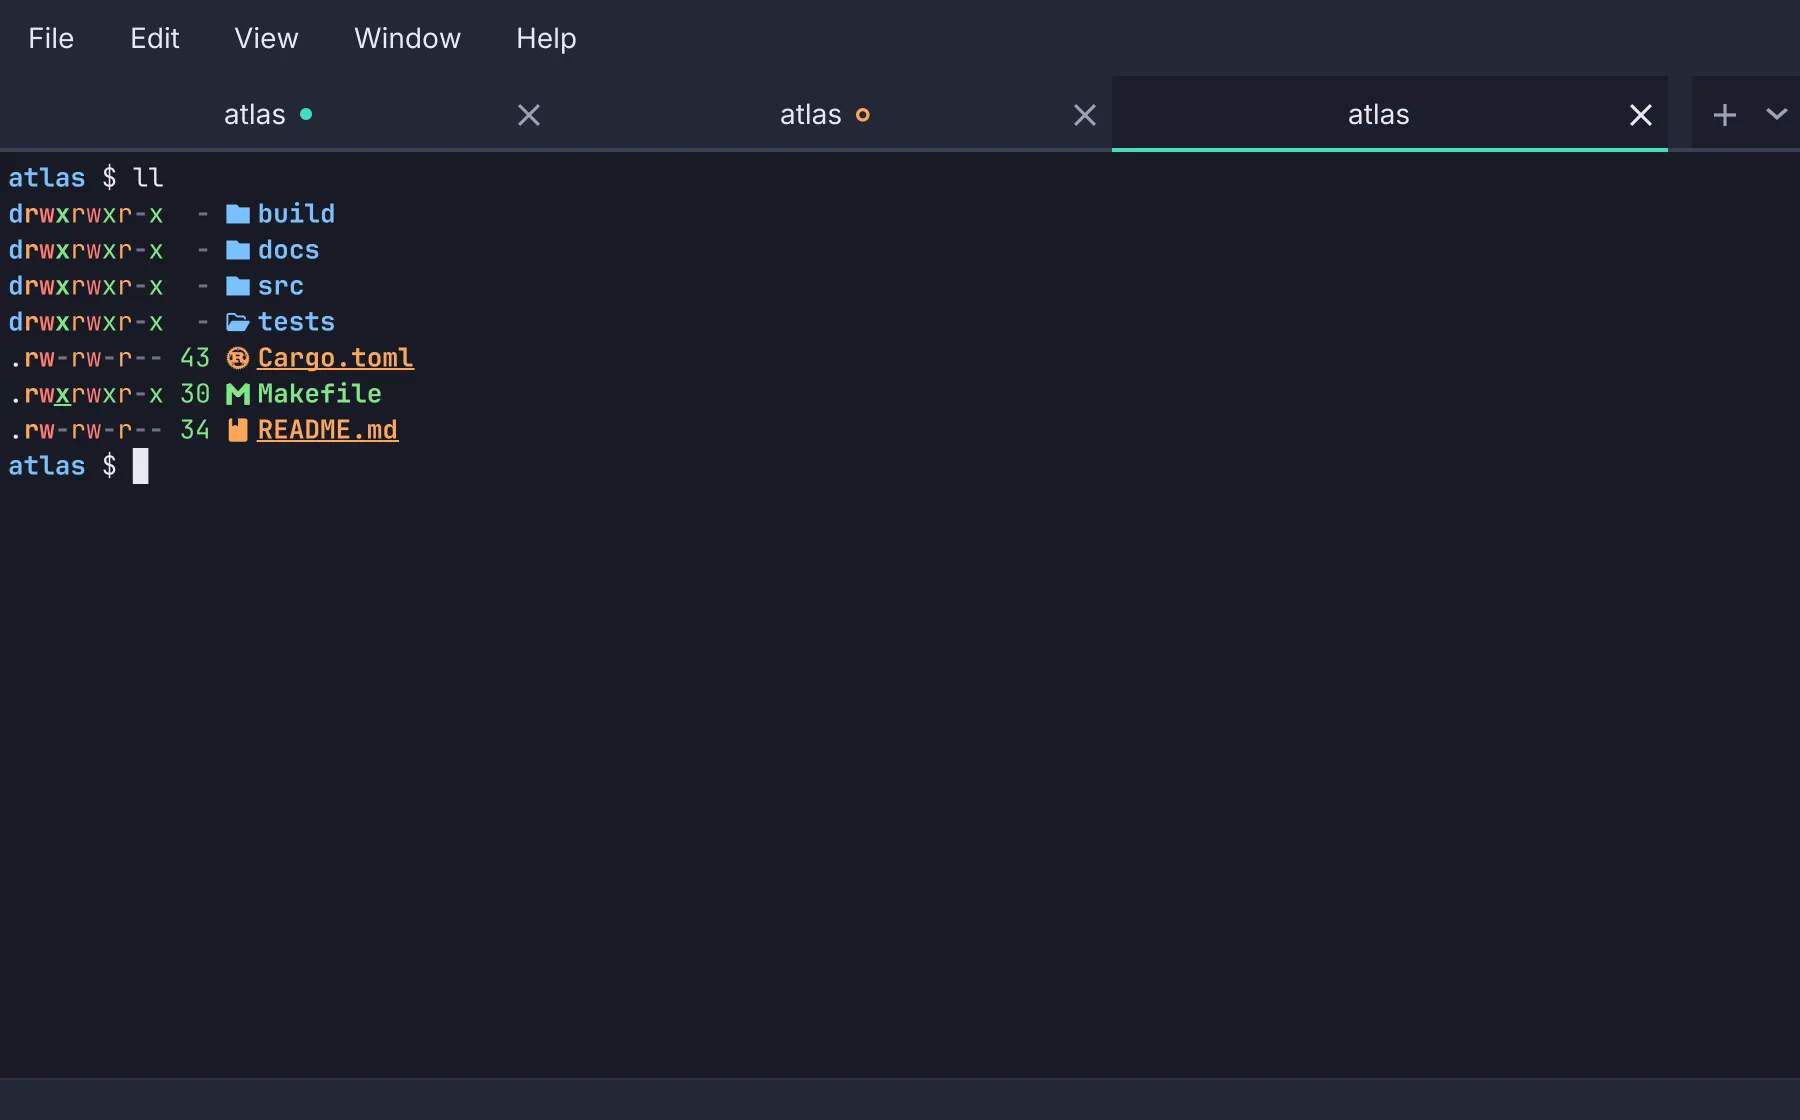 File Edit View Window Help
atlas atlas atlas
atlas $ ll
drwxrwxr-x - build
drwxrwxr-x - docs
drwxrwxr-x - src
drwxrwxr-x - tests
.rw-rw-r-- 43 Cargo.toml
.rwxrwxr-x 30 Makefile
.rw-rw-r-- 34 README.md
atlas $